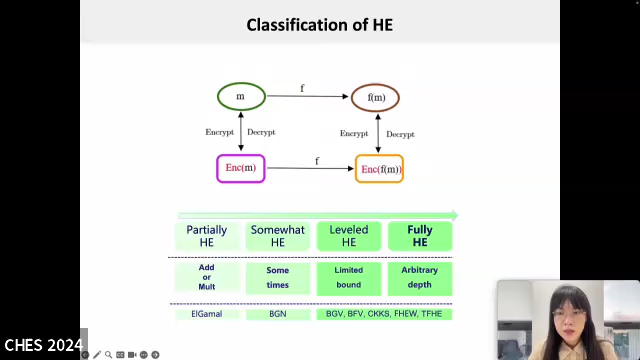 Classification of HE
f
m
f(m)
Encrypt
Decrypt
Encrypt
Decrypt
f
Enc(m)
Enc(f(m))
Partially
HE
Somewhat
HE
Leveled
HE
Fully
HE
Add
or
Mult
Some
times
Limited
bound
Arbitrary
depth
ElGamal
BGN
BGV, BFV, CKKS, FHEW, TFHE
CHES 2024